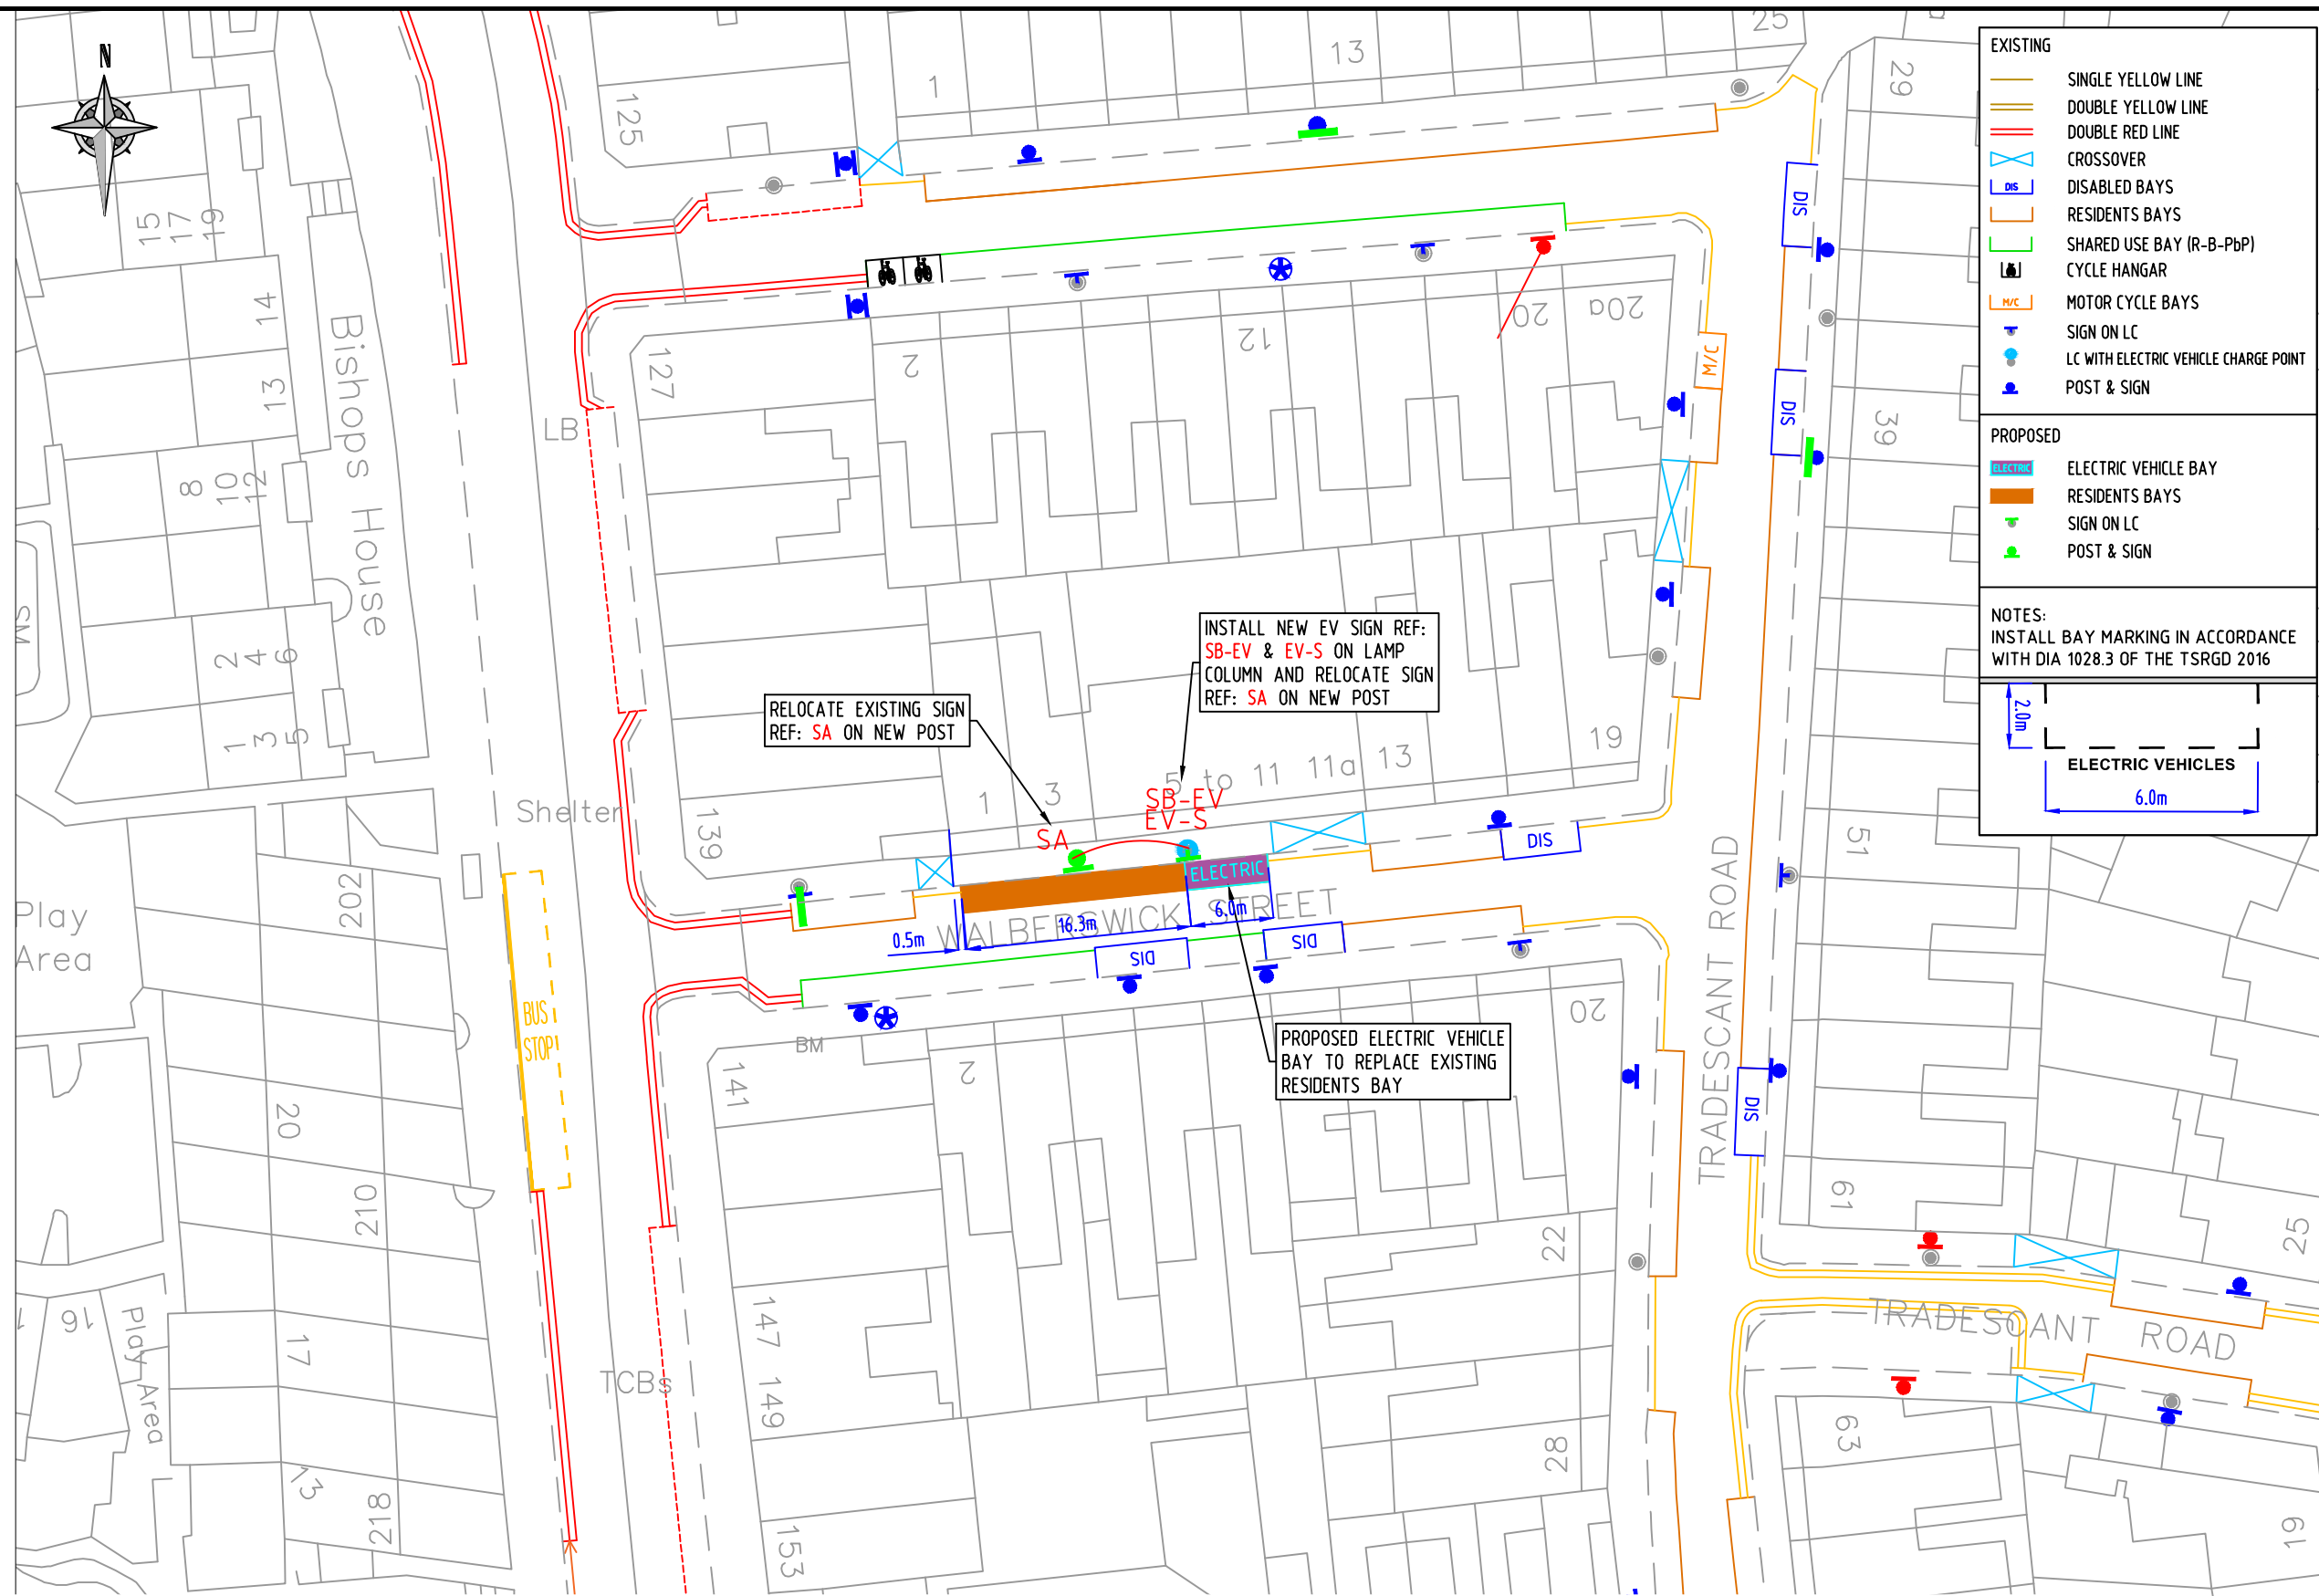 N
EXISTING
SINGLE YELLOW LINE
DOUBLE YELLOW LINE
DOUBLE RED LINE
CROSSOVER
DIS DISABLED BAYS
RESIDENTS BAYS
SHARED USE BAY (R-B-PbP)
CYCLE HANGAR
M/C MOTOR CYCLE BAYS
SIGN ON LC
LC WITH ELECTRIC VEHICLE CHARGE POINT
POST & SIGN
PROPOSED
ELECTRIC ELECTRIC VEHICLE BAY
RESIDENTS BAYS
SIGN ON LC
POST & SIGN
NOTES:
INSTALL BAY MARKING IN ACCORDANCE
WITH DIA 1028.3 OF THE TSRGD 2016
2.0m
ELECTRIC VEHICLES
6.0m
125
1
13
25
29
15
17
19
14
13
Bishops House
8
10
12
2
4
6
1
3
5
LB
127
2
12
20
20a
M/C
DIS
DIS
39
INSTALL NEW EV SIGN REF:
SB-EV & EV-S ON LAMP
COLUMN AND RELOCATE SIGN
REF: SA ON NEW POST
RELOCATE EXISTING SIGN
REF: SA ON NEW POST
Shelter
139
1
3
5 to 11
11a
13
19
SB-EV
EV-S
SA
ELECTRIC
DIS
WALBERSWICK STREET
0.5m
16.3m
6.0m
DIS
DIS
51
TRADESCANT ROAD
Play
Area
202
BUS
STOP
BM
141
2
20
PROPOSED ELECTRIC VEHICLE
BAY TO REPLACE EXISTING
RESIDENTS BAY
DIS
20
210
61
25
22
16
Play Area
17
147
149
TCBs
TRADESCANT ROAD
63
28
13
218
153
61